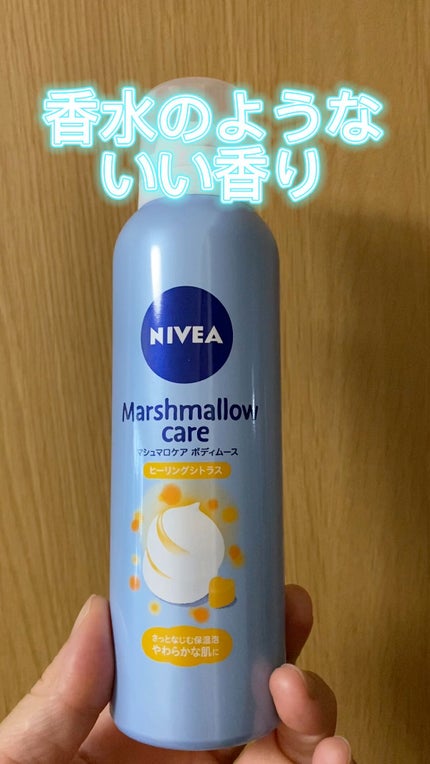 香水のような
いい香り
NIVEA
Marshmallow
care
マシュマロケア ボディムース
ヒーリングシトラス
さっとなじむ保湿泡
やわらかな肌に